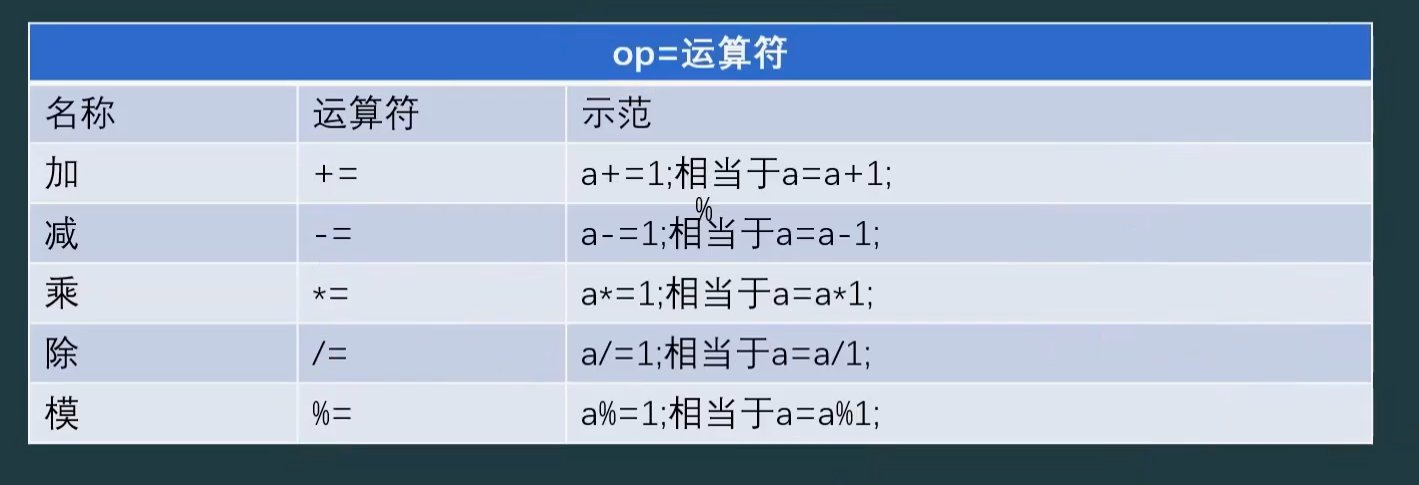 op=运算符
名称 运算符 示范
加 += a+=1;相当于a=a+1;
%
减 -= a-=1;相当于a=a-1;
乘 *= a*=1;相当于a=a*1;
除 /= a/=1;相当于a=a/1;
模 %= a%=1;相当于a=a%1;